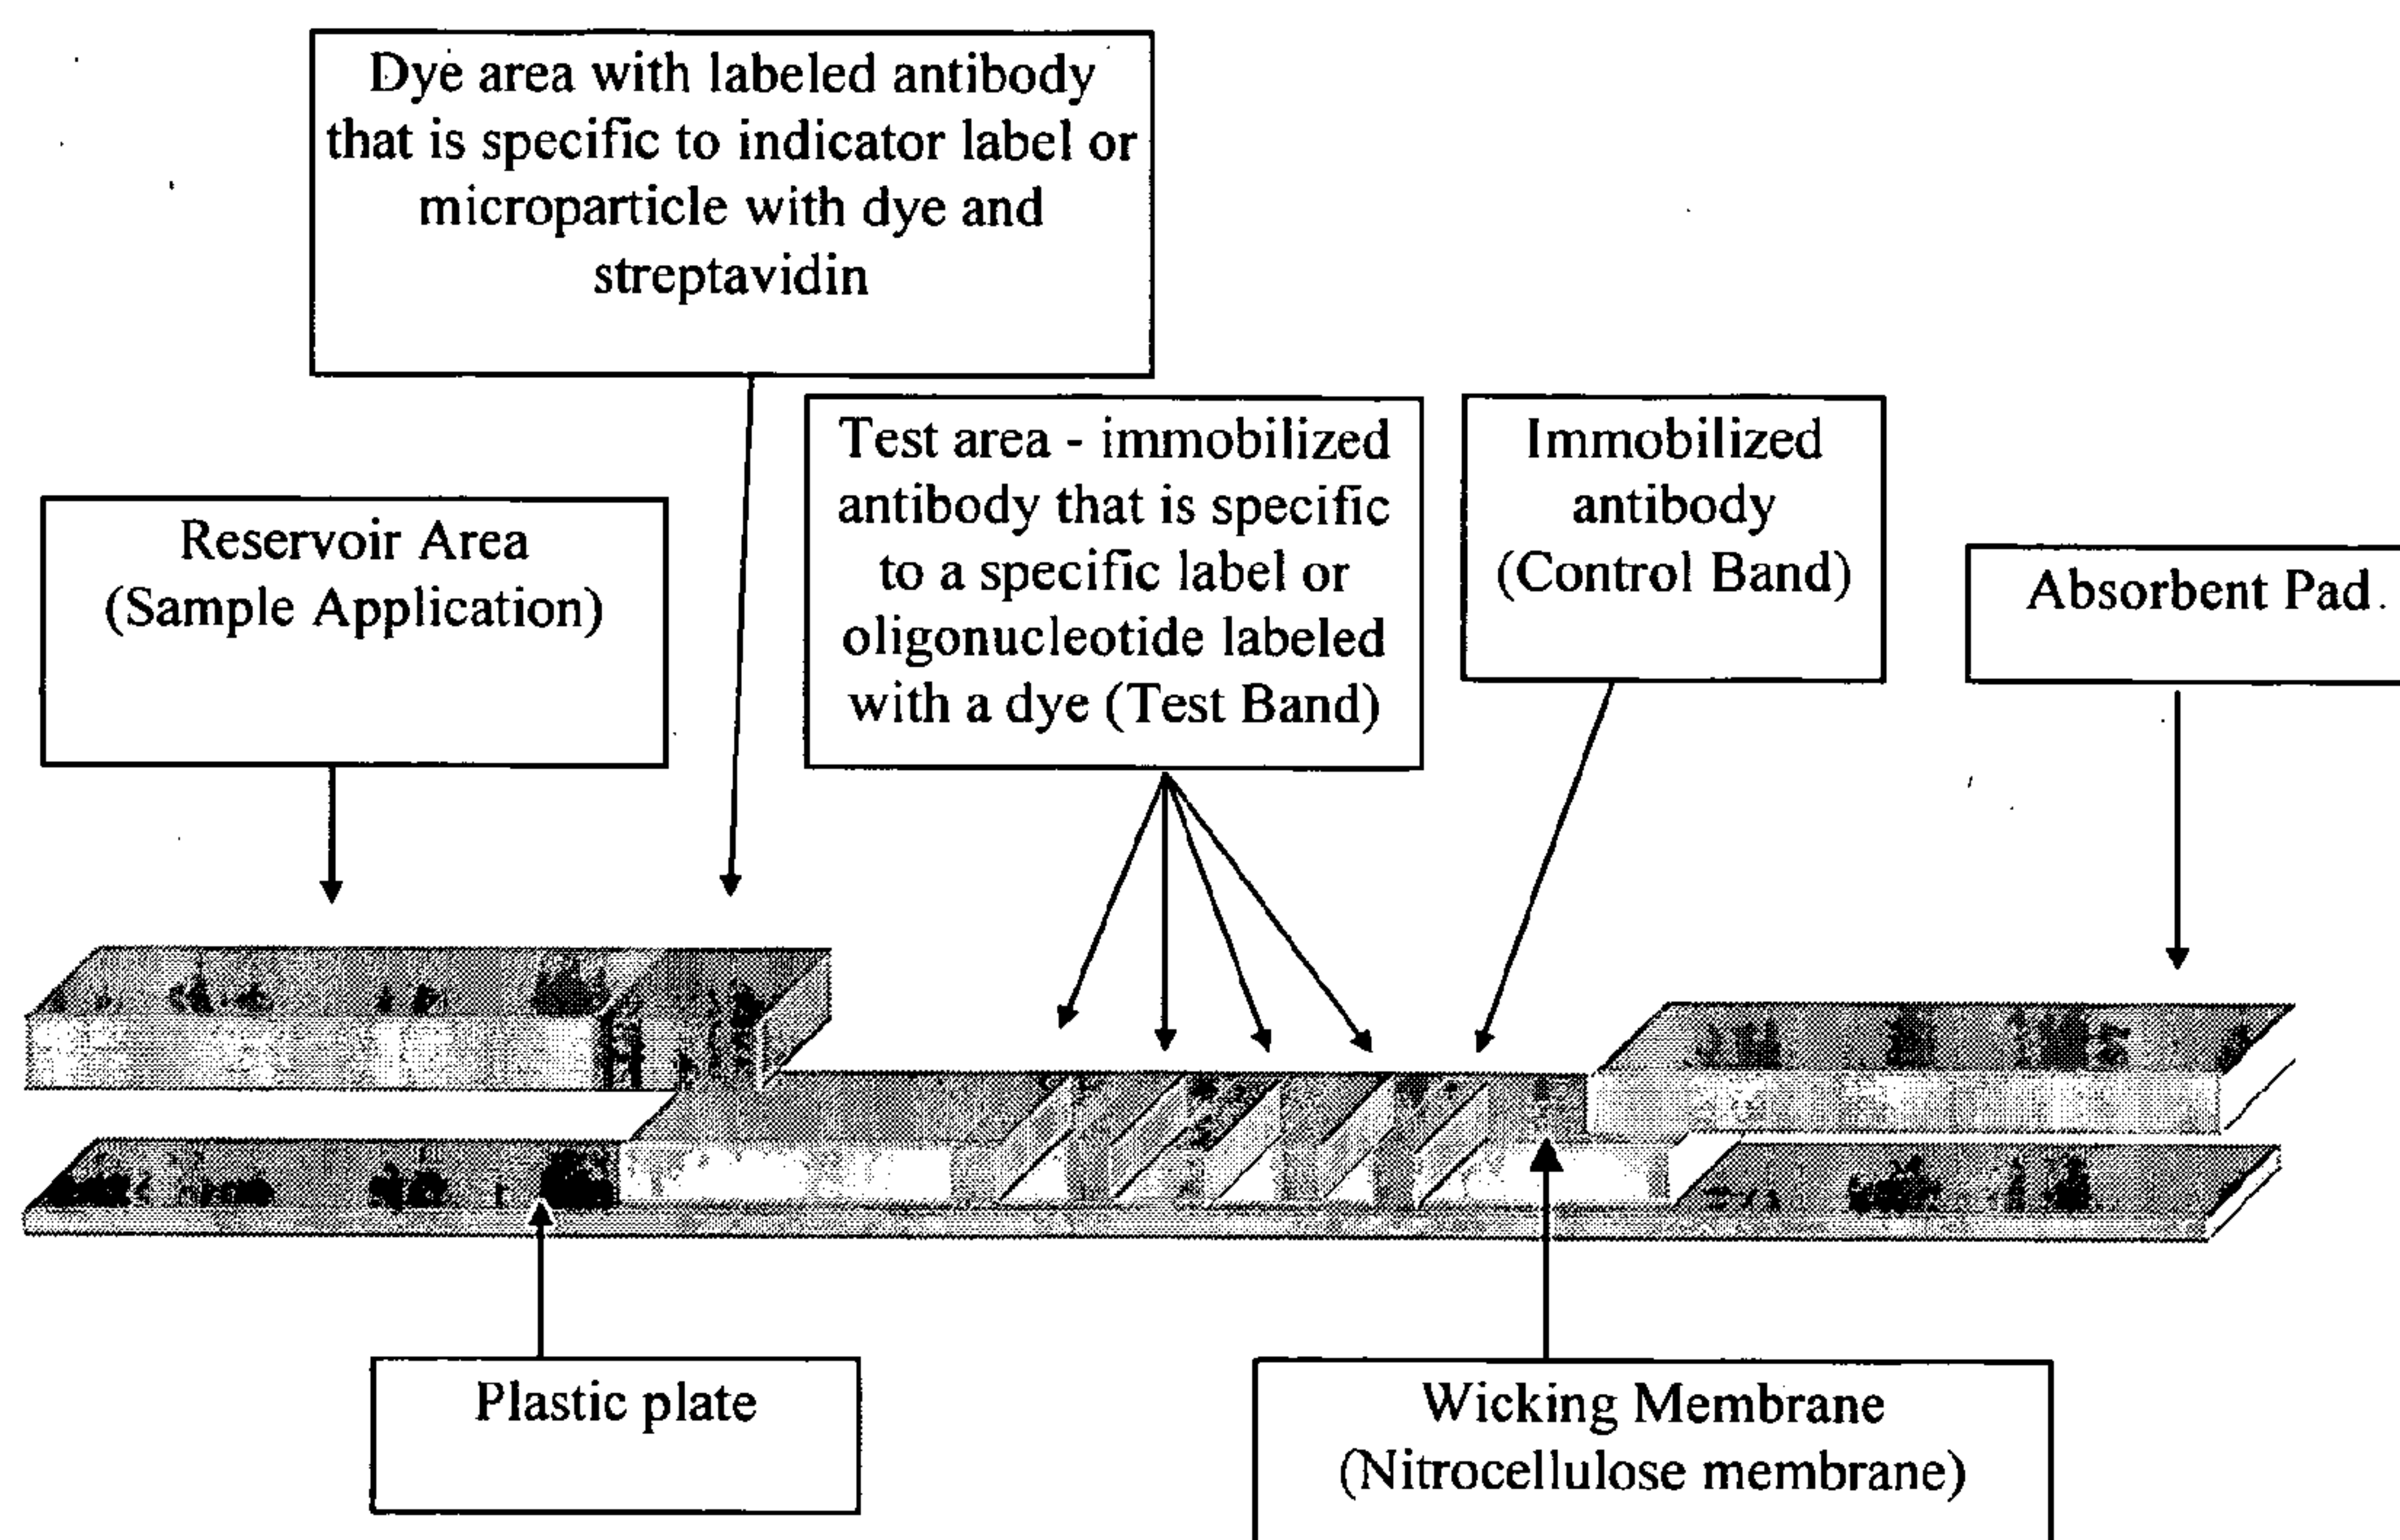 Dye area with labeled antibody
that is specific to indicator label or
microparticle with dye and
streptavidin
Test area - immobilized
antibody that is specific
to a specific label or
oligonucleotide labeled
with a dye (Test Band)
Immobilized
antibody
(Control Band)
Reservoir Area
(Sample Application)
Absorbent Pad.
Plastic plate
Wicking Membrane
(Nitrocellulose membrane)